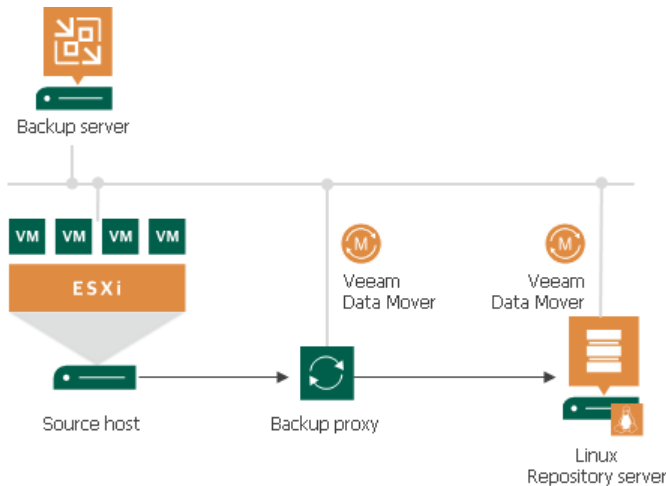 Backup server
VM VM VM VM
ESXi
M
Veeam
Data Mover
M
Veeam
Data Mover
Source host
Backup proxy
Linux
Repository server